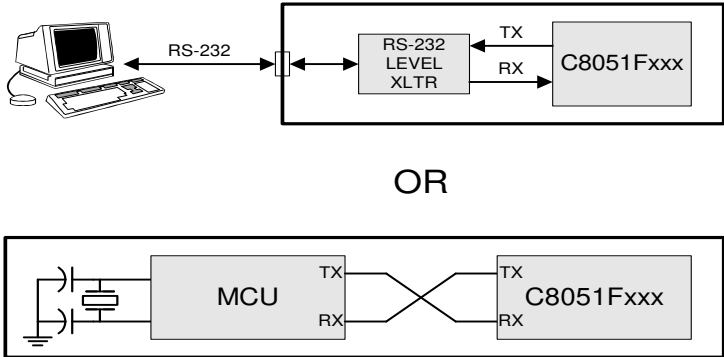 RS-232
RS-232
LEVEL
XLTR
TX
RX
C8051Fxxx
OR
MCU
TX
RX
TX
RX
C8051Fxxx